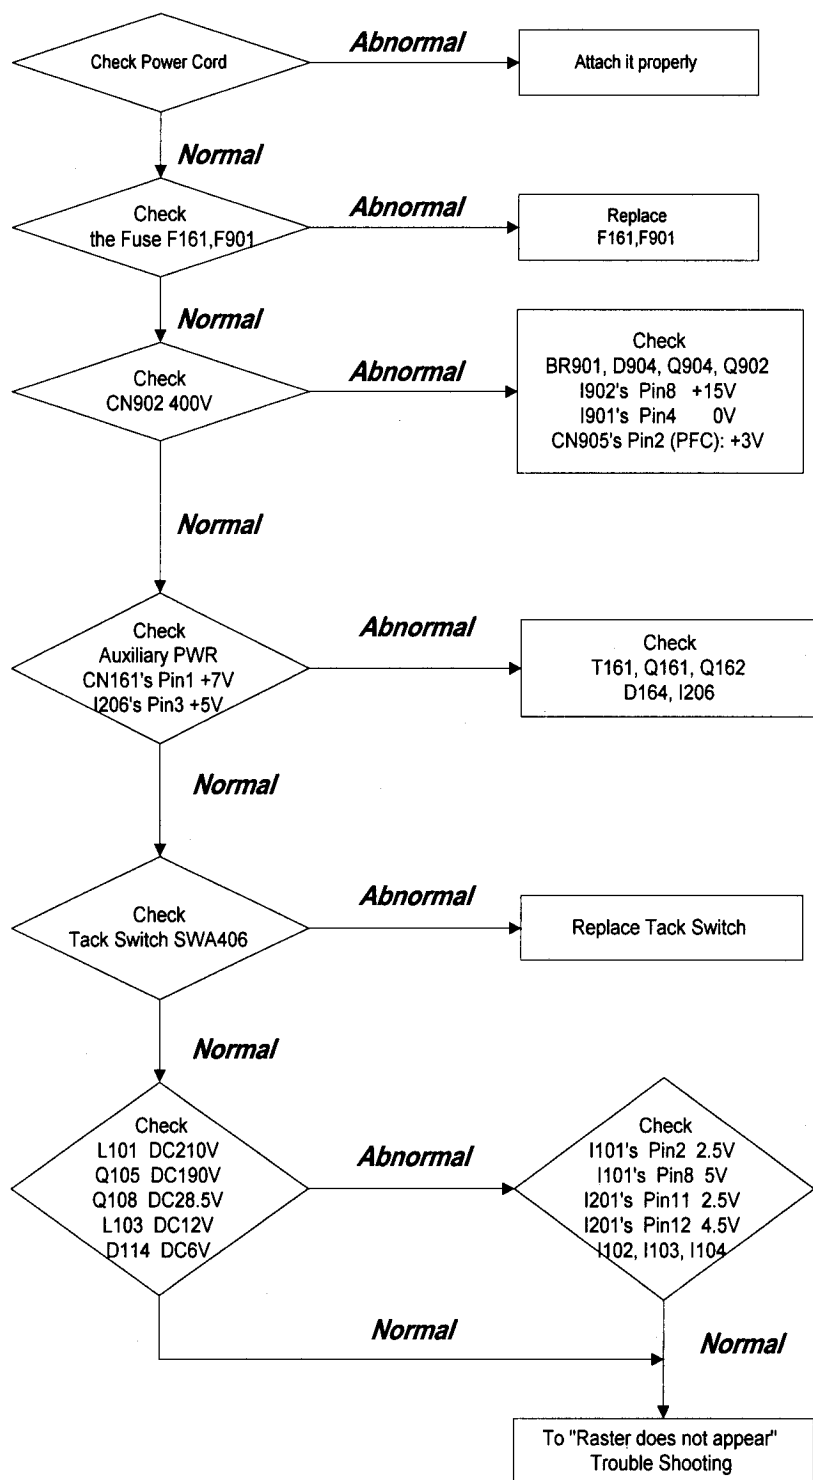 Check Power Cord
Abnormal
Attach it properly
Normal
Check
the Fuse F161,F901
Abnormal
Replace
F161,F901
Normal
Check
CN902 400V
Abnormal
Check
BR901, D904, Q904, Q902
I902's Pin8 +15V
I901's Pin4 0V
CN905's Pin2 (PFC): +3V
Normal
Check
Auxiliary PWR
CN161's Pin1 +7V
I206's Pin3 +5V
Abnormal
Check
T161, Q161, Q162
D164, I206
Normal
Check
Tack Switch SWA406
Abnormal
Replace Tack Switch
Normal
Check
L101 DC210V
Q105 DC190V
Q108 DC28.5V
L103 DC12V
D114 DC6V
Abnormal
Check
I101's Pin2 2.5V
I101's Pin8 5V
I201's Pin11 2.5V
I201's Pin12 4.5V
I102, I103, I104
Normal
Normal
To "Raster does not appear"
Trouble Shooting